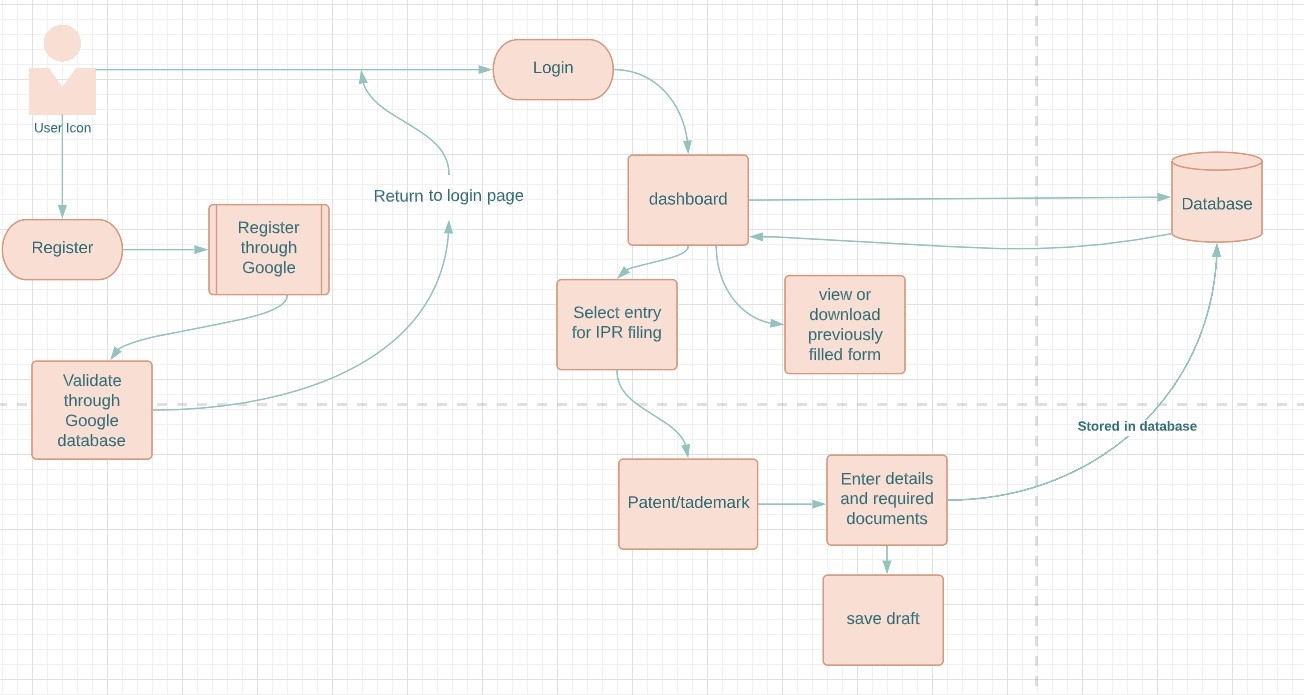 User Icon
Login
Return to login page
dashboard
Database
Register
Register
through
Google
Select entry
for IPR filing
view or
download
previously
filled form
Validate
through
Google
database
Stored in database
Patent/tademark
Enter details
and required
documents
save draft